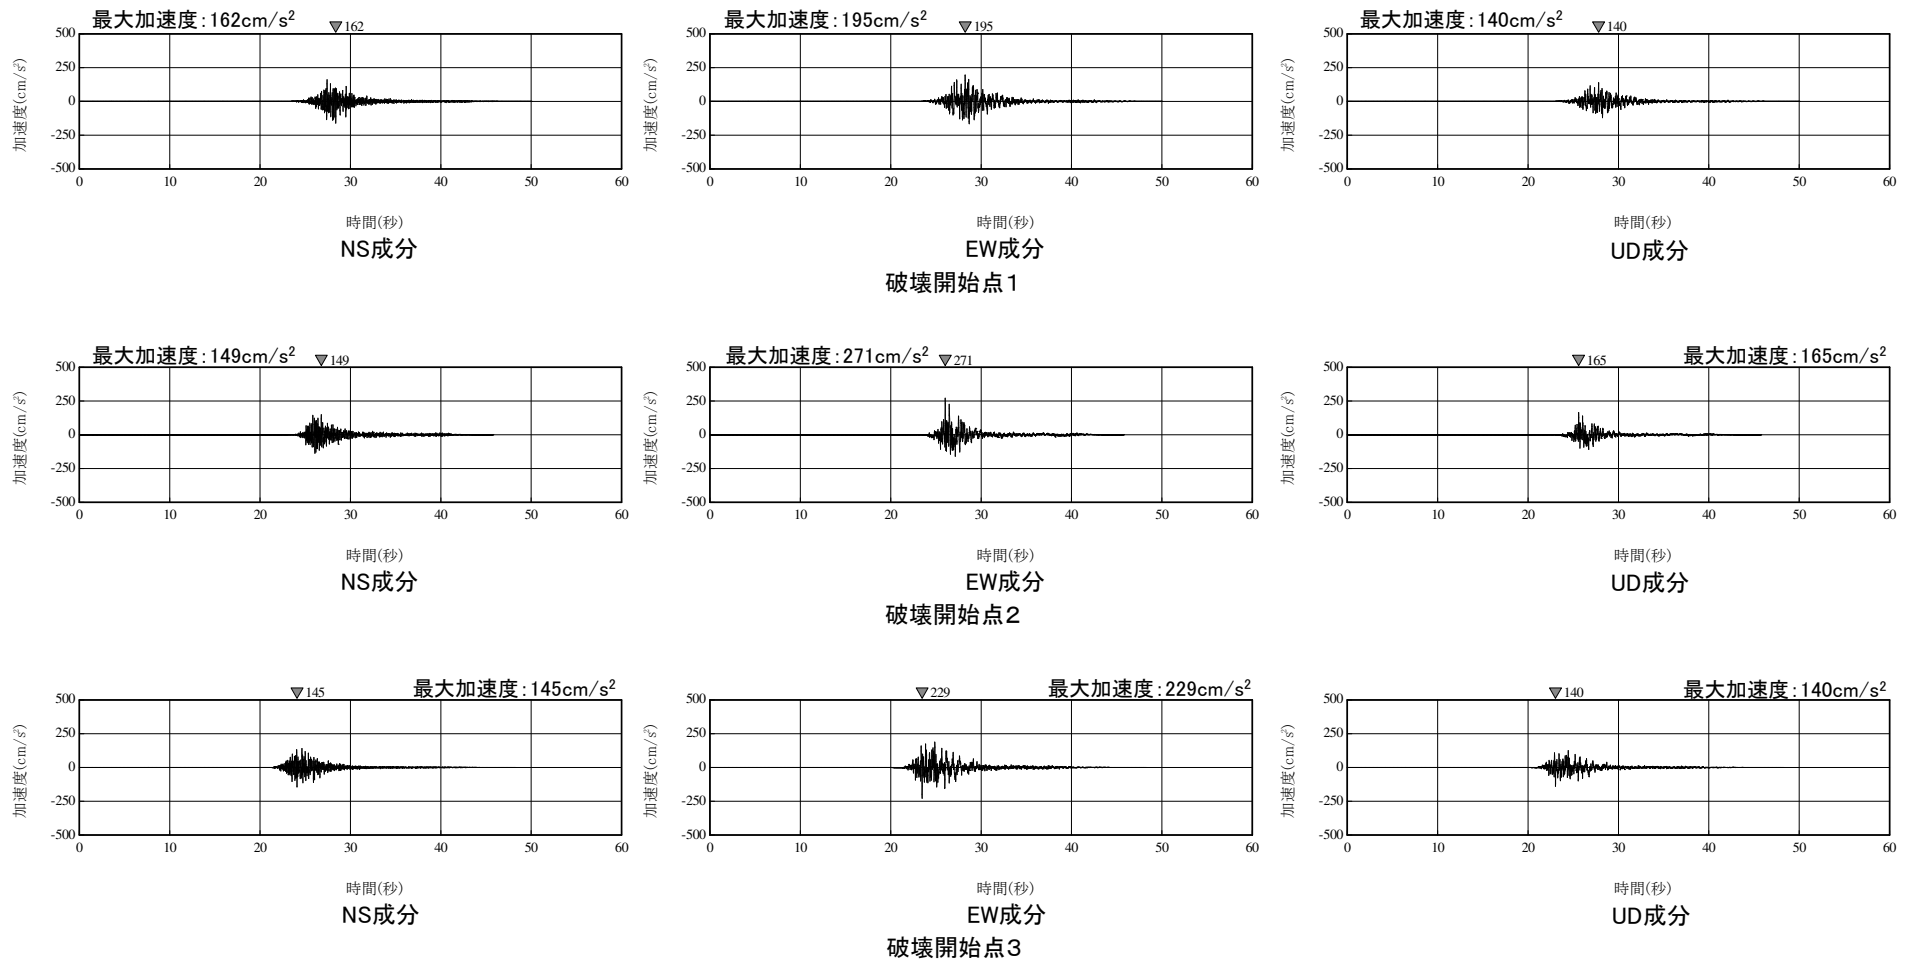 最大加速度:162cm/s²
▽162
500
250
0
-250
-500
加速度(cm/s²)
0 10 20 30 40 50 60
時間(秒)
NS成分
最大加速度:195cm/s²
▽195
500
250
0
-250
-500
加速度(cm/s²)
0 10 20 30 40 50 60
時間(秒)
EW成分
最大加速度:140cm/s²
▽140
500
250
0
-250
-500
加速度(cm/s²)
0 10 20 30 40 50 60
時間(秒)
UD成分
破壊開始点1
最大加速度:149cm/s²
▽149
500
250
0
-250
-500
加速度(cm/s²)
0 10 20 30 40 50 60
時間(秒)
NS成分
最大加速度:271cm/s²
▽271
500
250
0
-250
-500
加速度(cm/s²)
0 10 20 30 40 50 60
時間(秒)
EW成分
▽165
最大加速度:165cm/s²
500
250
0
-250
-500
加速度(cm/s²)
0 10 20 30 40 50 60
時間(秒)
UD成分
破壊開始点2
▽145
最大加速度:145cm/s²
500
250
0
-250
-500
加速度(cm/s²)
0 10 20 30 40 50 60
時間(秒)
NS成分
▽229
最大加速度:229cm/s²
500
250
0
-250
-500
加速度(cm/s²)
0 10 20 30 40 50 60
時間(秒)
EW成分
▽140
最大加速度:140cm/s²
500
250
0
-250
-500
加速度(cm/s²)
0 10 20 30 40 50 60
時間(秒)
UD成分
破壊開始点3